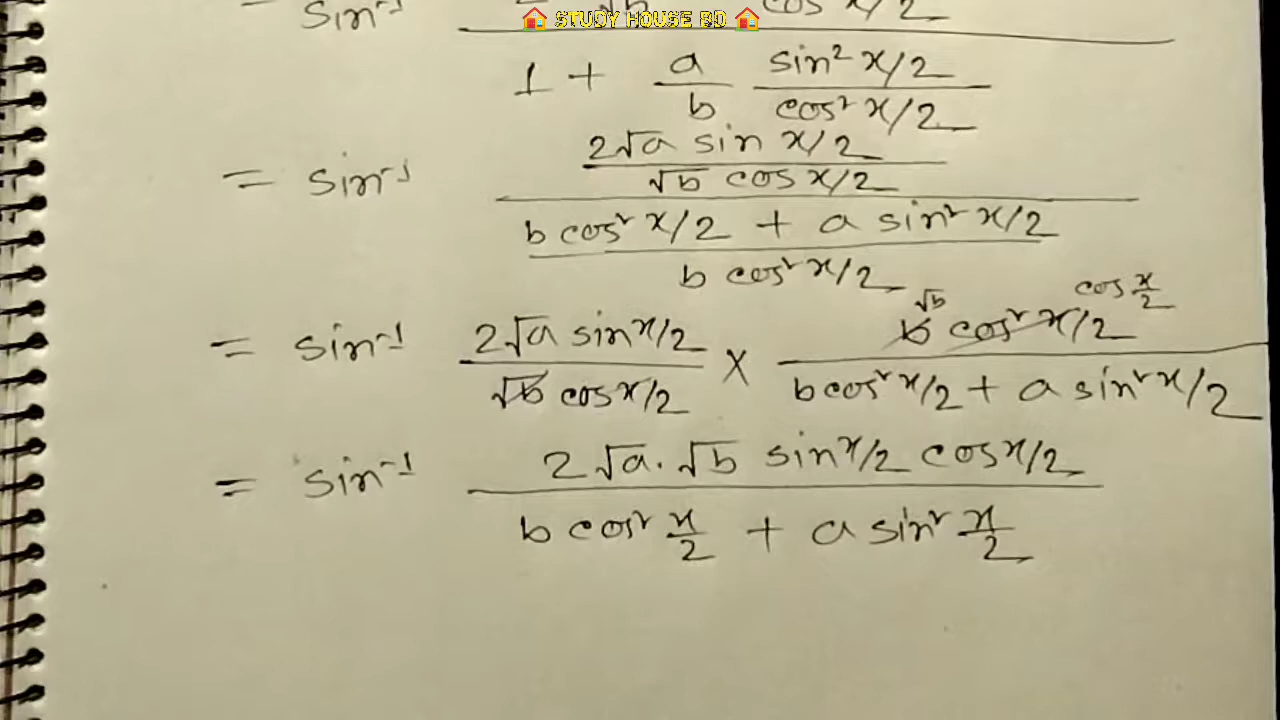 = sin⁻¹ 2 √b cos x/2
🏠 STUDY HOUSE BD 🏠
1 + a/b sin² x/2 / cos² x/2
= sin⁻¹ 2√a sin x/2 / √b cos x/2
b cos² x/2 + a sin² x/2
b cos² x/2
√b cos x/2
= sin⁻¹ 2√a sin x/2 / √b cos x/2 × b cos² x/2 / b cos² x/2 + a sin² x/2
= sin⁻¹ 2√a.√b sin x/2 cos x/2
b cos² x/2 + a sin² x/2